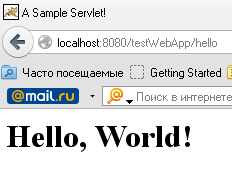 A Sample Servlet!
localhost:8080/testWebApp/hello
Часто посещаемые Getting Started
@mail.ru Поиск в интернете
Hello, World!